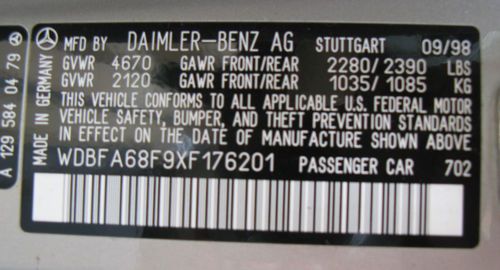 MFD BY DAIMLER-BENZ AG STUTTGART 09/98
GVWR 4670 GAWR FRONT/REAR 2280/2390 LBS
GVWR 2120 GAWR FRONT/REAR 1035/1085 KG
THIS VEHICLE CONFORMS TO ALL APPLICABLE U.S. FEDERAL MOTOR
VEHICLE SAFETY, BUMPER, AND THEFT PREVENTION STANDARDS
IN EFFECT ON THE DATE OF MANUFACTURE SHOWN ABOVE
WDBFA68F9XF176201 PASSENGER CAR 702
MADE IN GERMANY
A 129 584 04 79